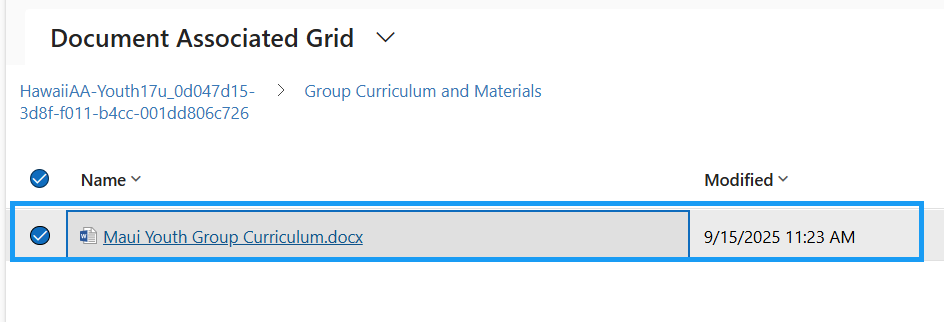 Document Associated Grid
HawaiiAA-Youth17u_0d047d15-
3d8f-f011-b4cc-001dd806c726
Group Curriculum and Materials
Name
Modified
Maui Youth Group Curriculum.docx
9/15/2025 11:23 AM